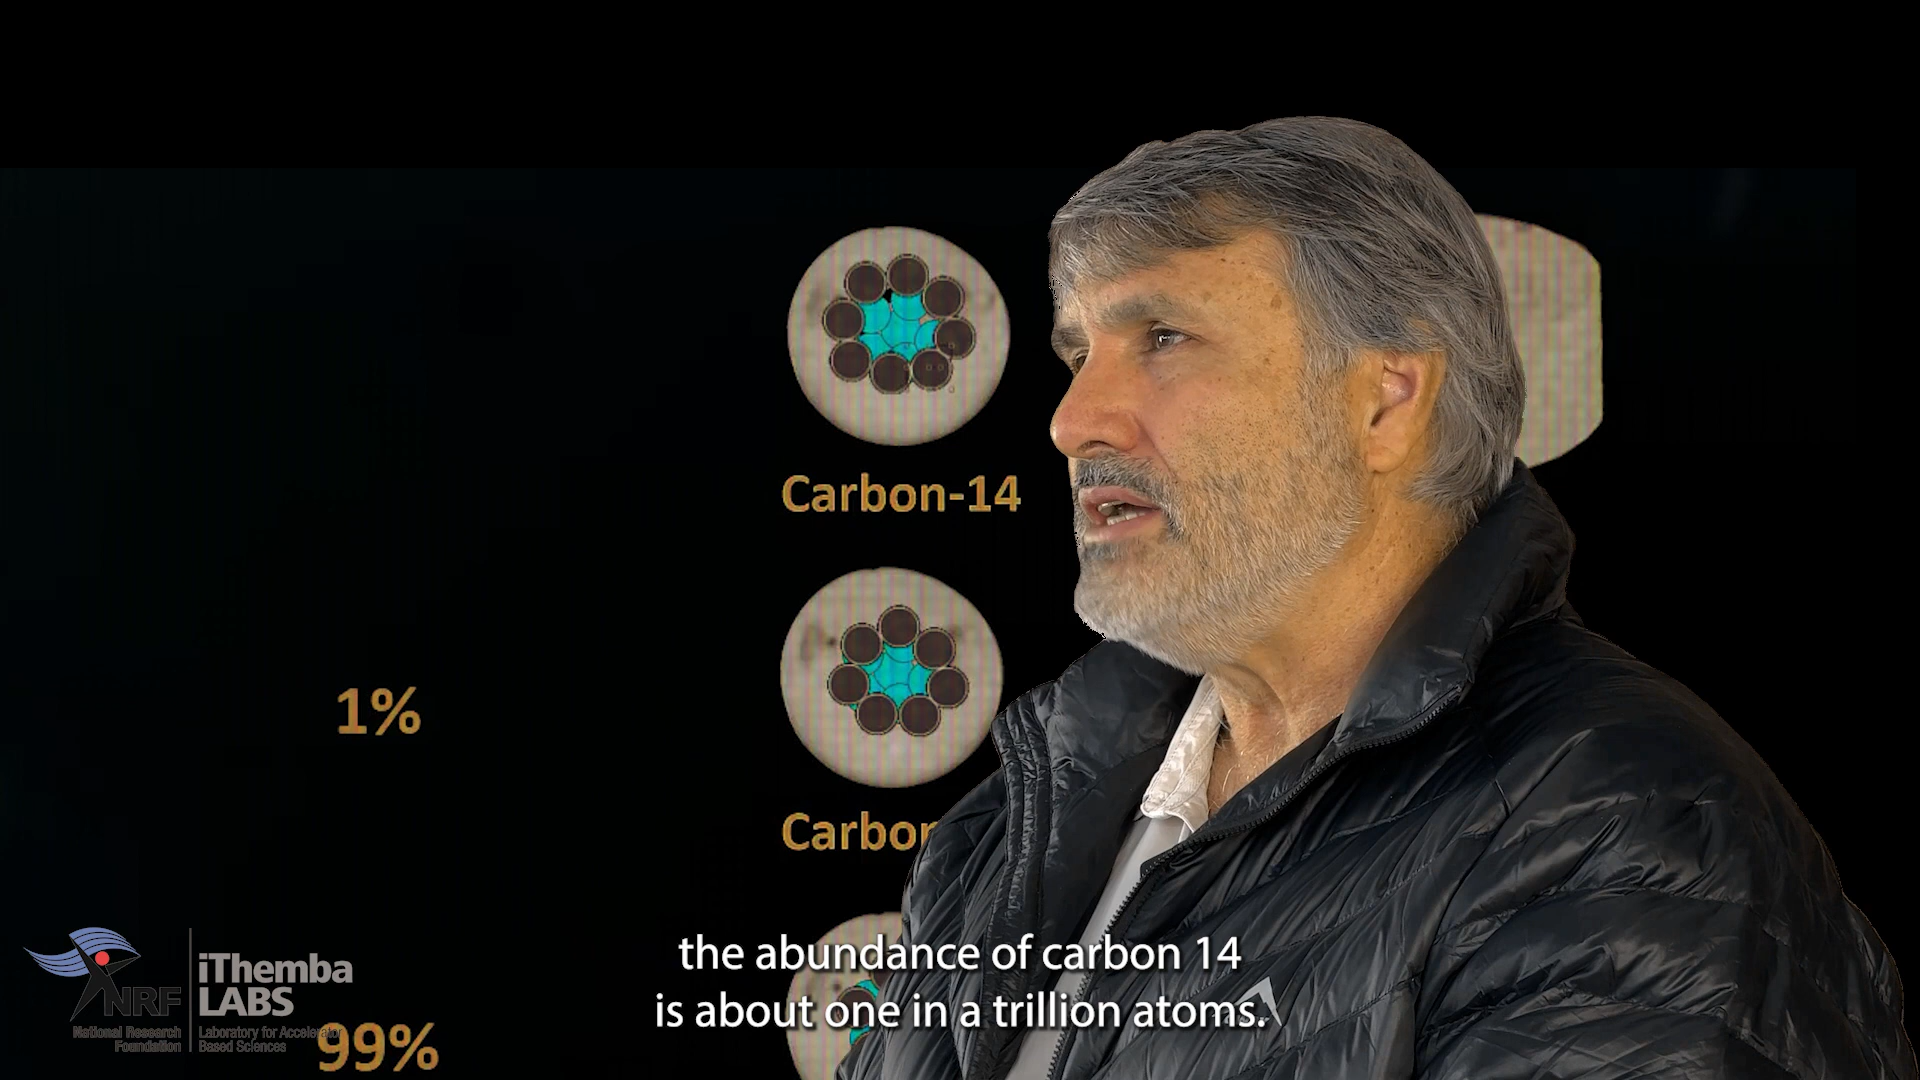 Carbon-14
1%
Carbon
the abundance of carbon 14
is about one in a trillion atoms.
NRF
National Research
Foundation
iThemba
LABS
Laboratory for Accelerator
Based Sciences
99%